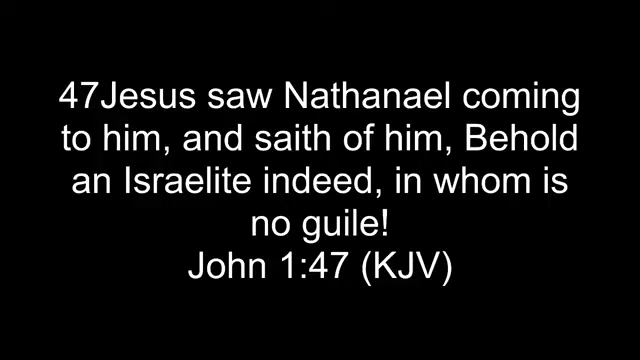 47Jesus saw Nathanael coming
to him, and saith of him, Behold
an Israelite indeed, in whom is
no guile!
John 1:47 (KJV)